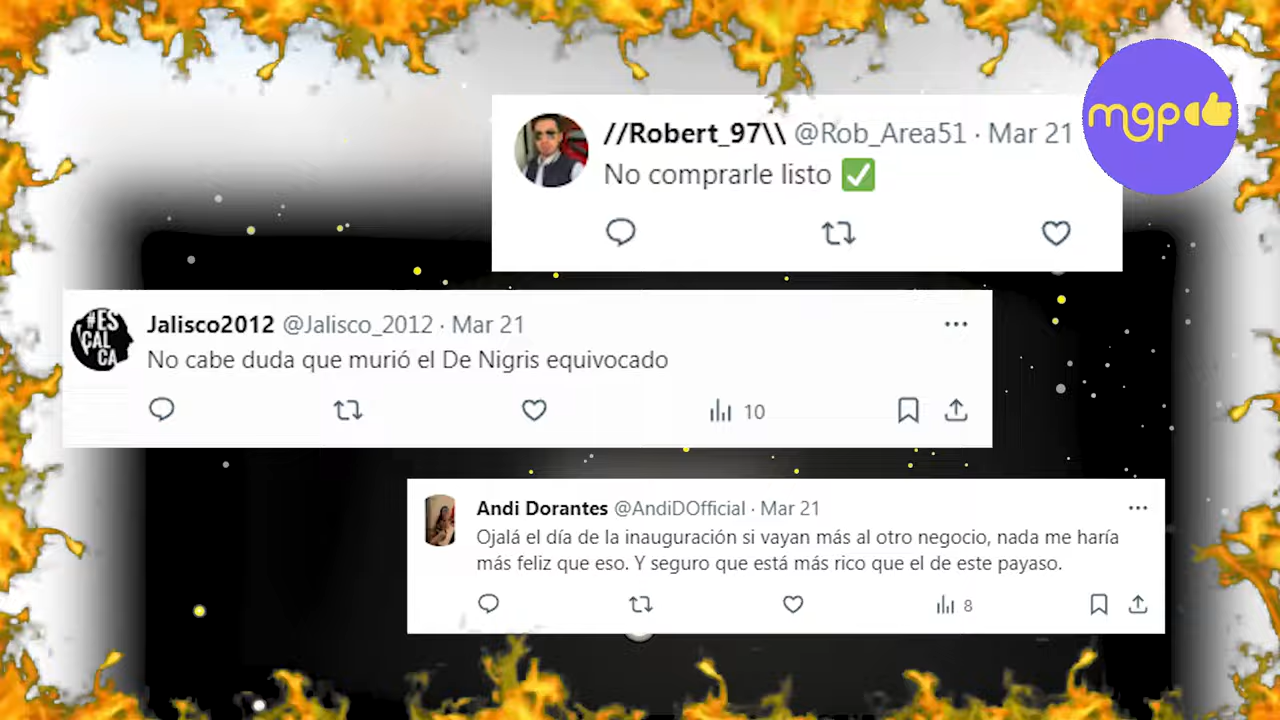 mgp
//Robert_97\\ @Rob_Area51 · Mar 21
No comprarle listo ✅
#ES
CAL
CA
Jalisco2012 @Jalisco_2012 · Mar 21
No cabe duda que murió el De Nigris equivocado
10
Andi Dorantes @AndiDOfficial · Mar 21
Ojalá el día de la inauguración si vayan más al otro negocio, nada me haría
más feliz que eso. Y seguro que está más rico que el de este payaso.
8